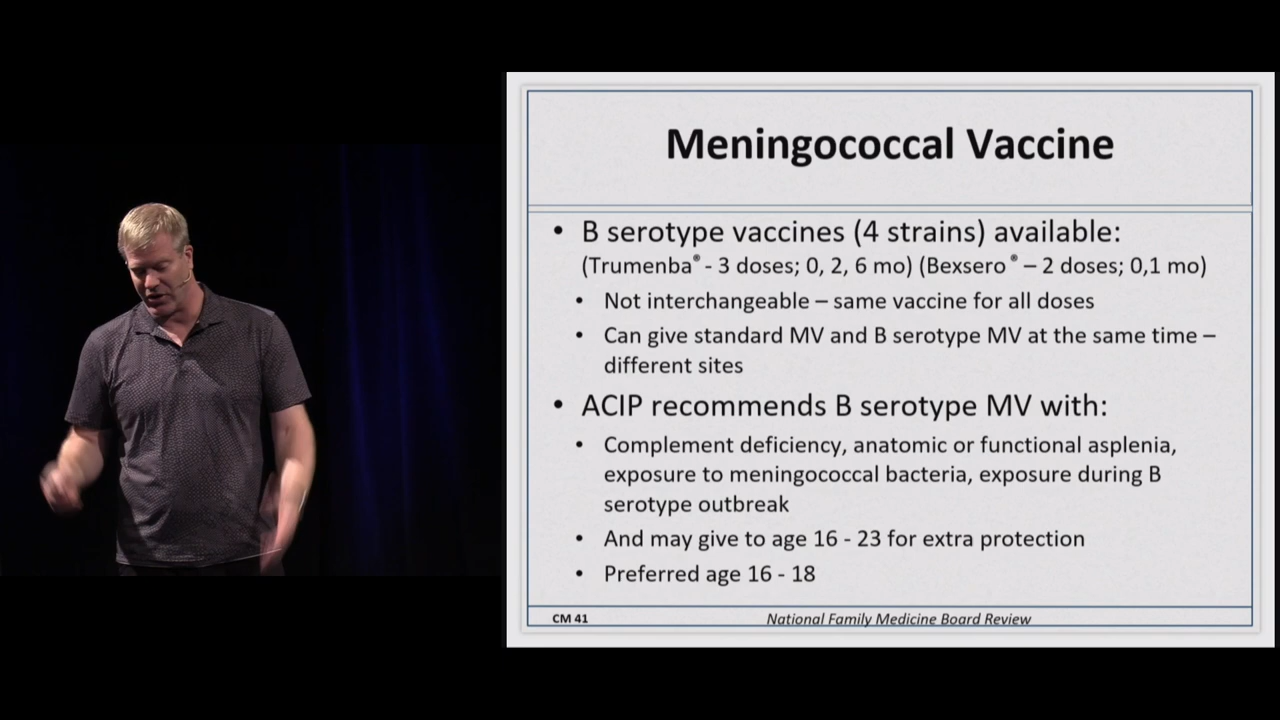 Meningococcal Vaccine
• B serotype vaccines (4 strains) available:
(Trumenba® - 3 doses; 0, 2, 6 mo) (Bexsero® – 2 doses; 0,1 mo)
• Not interchangeable – same vaccine for all doses
• Can give standard MV and B serotype MV at the same time –
different sites
• ACIP recommends B serotype MV with:
• Complement deficiency, anatomic or functional asplenia,
exposure to meningococcal bacteria, exposure during B
serotype outbreak
• And may give to age 16 - 23 for extra protection
• Preferred age 16 - 18
CM 41 National Family Medicine Board Review